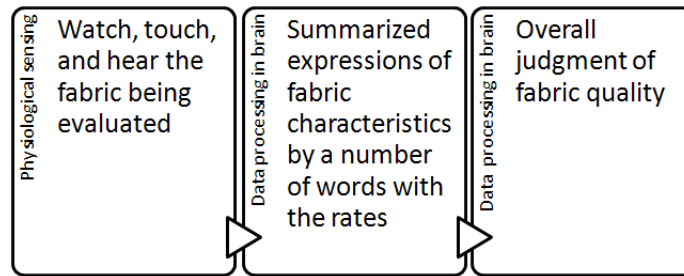 Physiological sensing
Watch, touch,
and hear the
fabric being
evaluated
Data processing in brain
Summarized
expressions of
fabric
characteristics
by a number
of words with
the rates
Data processing in brain
Overall
judgment of
fabric quality